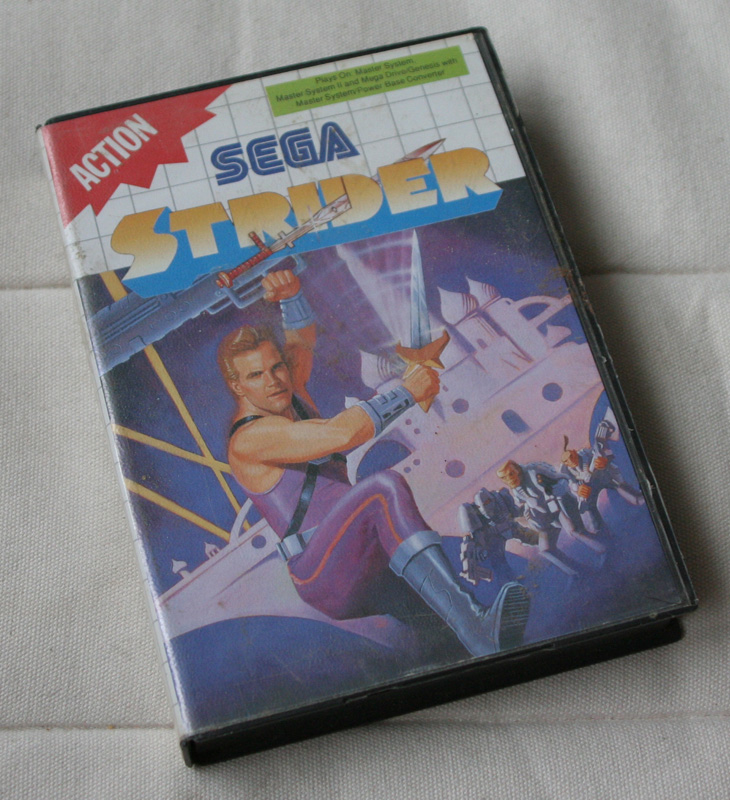 Plays On: Master System.
Master System II and Mega Drive/Genesis with
Master System/Power Base Converter
ACTION
SEGA
STRIDER